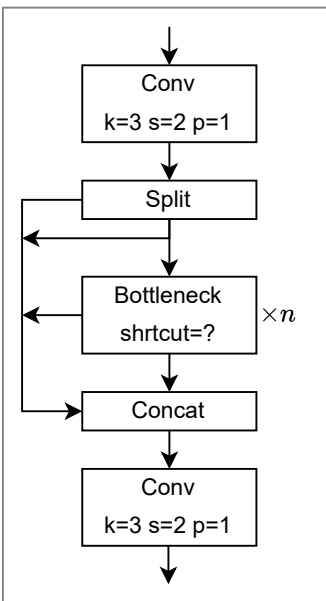 Conv
k=3 s=2 p=1
Split
Bottleneck
shrtcut=?
×n
Concat
Conv
k=3 s=2 p=1